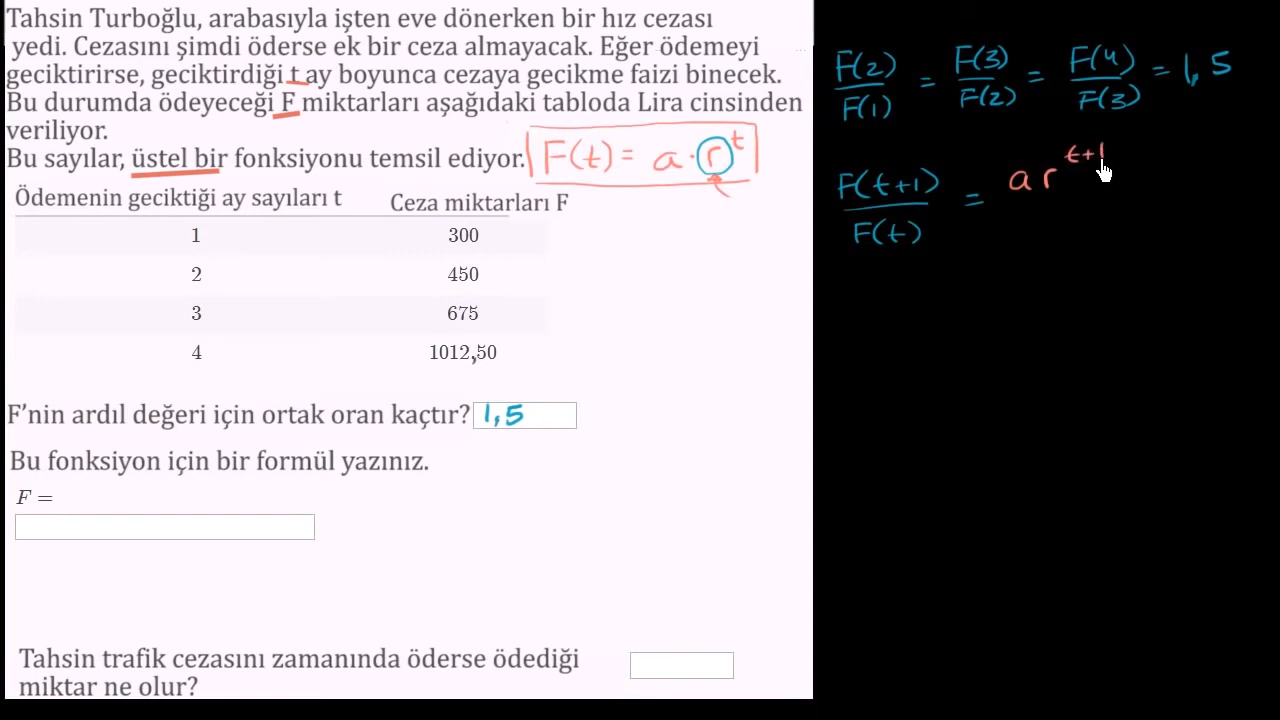 Tahsin Turboğlu, arabasıyla işten eve dönerken bir hız cezası
yedi. Cezasını şimdi öderse ek bir ceza almayacak. Eğer ödemeyi
geciktirirse, geciktirdiği t ay boyunca cezaya gecikme faizi binecek.
Bu durumda ödeyeceği F miktarları aşağıdaki tabloda Lira cinsinden
veriliyor.
Bu sayılar, üstel bir fonksiyonu temsil ediyor. F(t) = a · r^t
Ödemenin geciktiği ay sayıları t Ceza miktarları F
1 300
2 450
3 675
4 1012,50
F'nin ardıl değeri için ortak oran kaçtır? 1,5
Bu fonksiyon için bir formül yazınız.
F =
Tahsin trafik cezasını zamanında öderse ödediği
miktar ne olur?
F(2)/F(1) = F(3)/F(2) = F(4)/F(3) = 1,5
F(t+1)/F(t) = a r^t+1